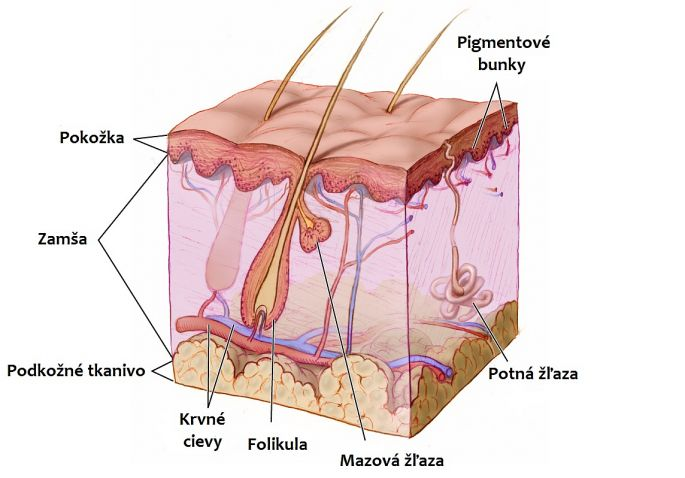 Pigmentové
bunky
Pokožka
Zamša
Podkožné tkanivo
Potná žľaza
Krvné
cievy
Folikula
Mazová žľaza